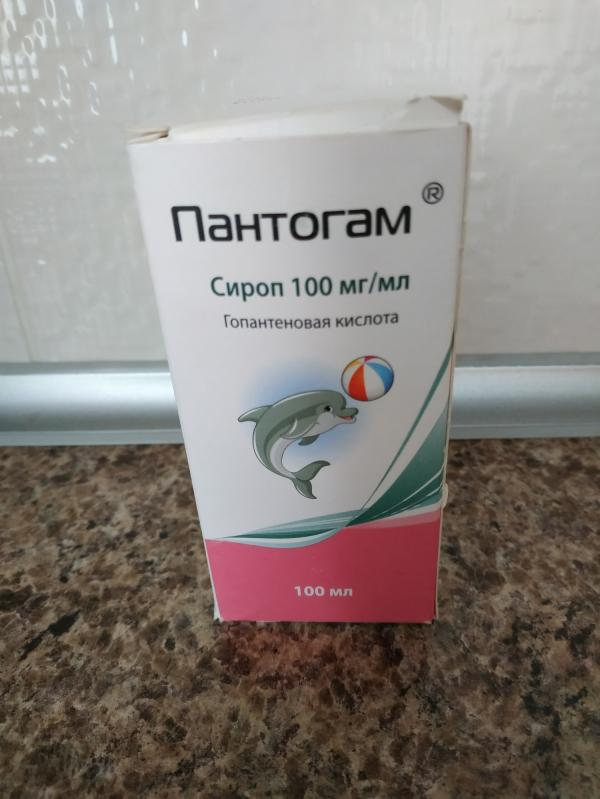 Пантогам®
Сироп 100 мг/мл
Гопантеновая кислота
100 мл